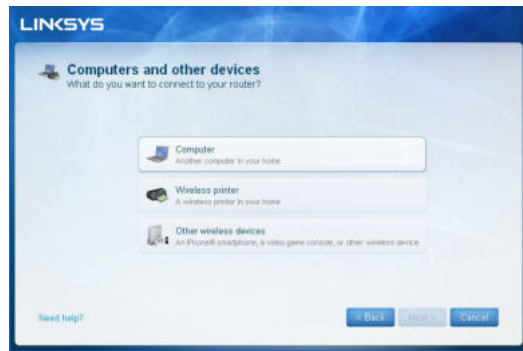 LINKSYS
Computers and other devices
What do you want to connect to your router?
Computer
Another computer in your home
Wireless printer
A wireless printer in your home
Other wireless devices
An iPhone® smartphone, a video game console, or other wireless device
Need help?
< Back Next > Cancel